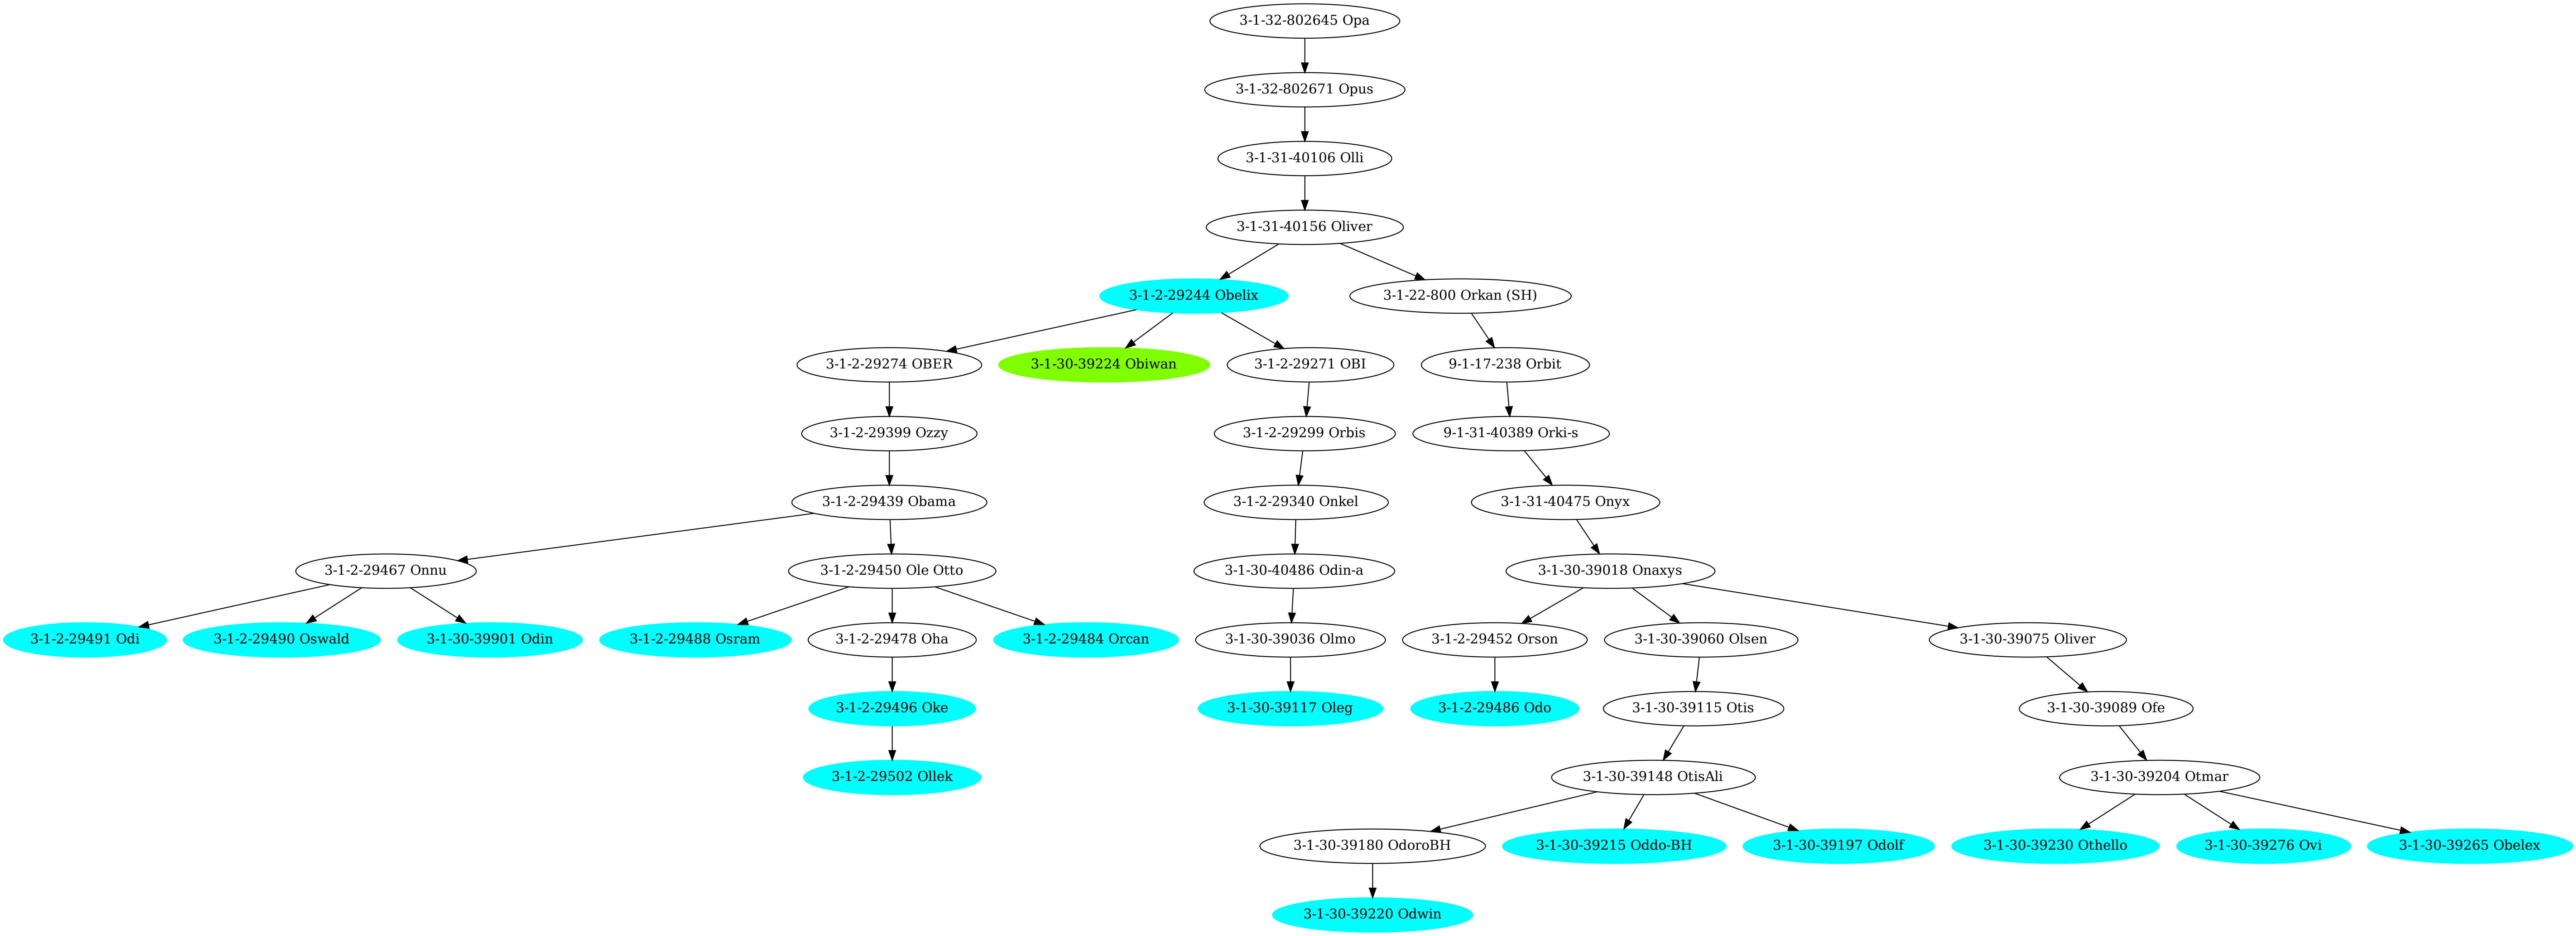 3-1-32-802645 Opa
3-1-32-802671 Opus
3-1-31-40106 Olli
3-1-31-40156 Oliver
3-1-2-29244 Obelix
3-1-22-800 Orkan (SH)
3-1-2-29274 OBER
3-1-30-39224 Obiwan
3-1-2-29271 OBI
9-1-17-238 Orbit
3-1-2-29399 Ozzy
3-1-2-29299 Orbis
9-1-31-40389 Orki-s
3-1-2-29439 Obama
3-1-2-29340 Onkel
3-1-31-40475 Onyx
3-1-2-29467 Onnu
3-1-2-29450 Ole Otto
3-1-30-40486 Odin-a
3-1-30-39018 Onaxys
3-1-2-29491 Odi
3-1-2-29490 Oswald
3-1-30-39901 Odin
3-1-2-29488 Osram
3-1-2-29478 Oha
3-1-2-29484 Orcan
3-1-30-39036 Olmo
3-1-2-29452 Orson
3-1-30-39060 Olsen
3-1-30-39075 Oliver
3-1-2-29496 Oke
3-1-30-39117 Oleg
3-1-2-29486 Odo
3-1-30-39115 Otis
3-1-30-39089 Ofe
3-1-2-29502 Ollek
3-1-30-39148 OtisAli
3-1-30-39204 Otmar
3-1-30-39180 OdoroBH
3-1-30-39215 Oddo-BH
3-1-30-39197 Odolf
3-1-30-39230 Othello
3-1-30-39276 Ovi
3-1-30-39265 Obelex
3-1-30-39220 Odwin